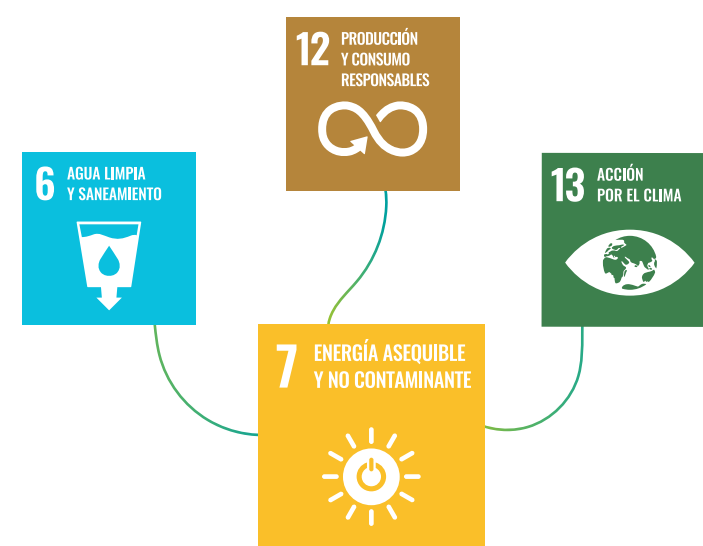 12 PRODUCCIÓN
Y CONSUMO
RESPONSABLES
6 AGUA LIMPIA
Y SANEAMIENTO
13 ACCIÓN
POR EL CLIMA
7 ENERGÍA ASEQUIBLE
Y NO CONTAMINANTE